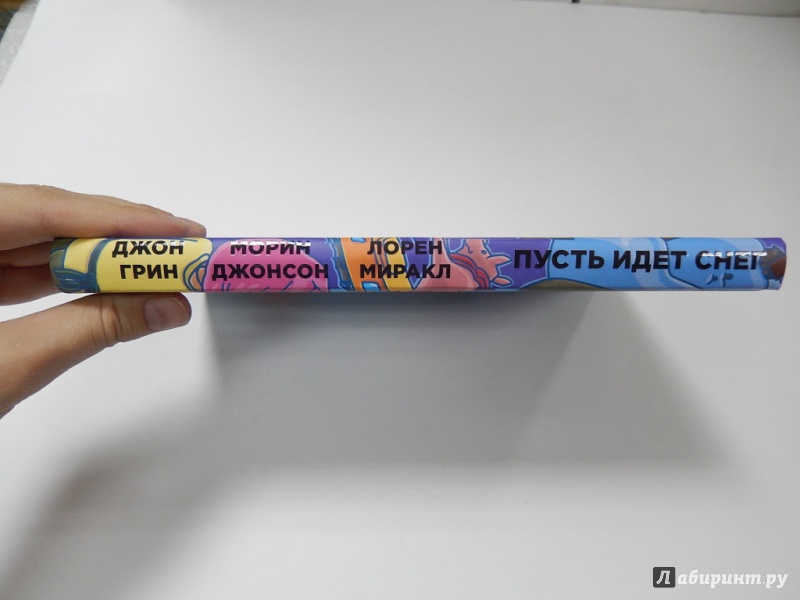 ДЖОН
ГРИН
МОРИН
ДЖОНСОН
ЛОРЕН
МИРАКЛ
ПУСТЬ ИДЕТ СНЕГ
Лабиринт.ру